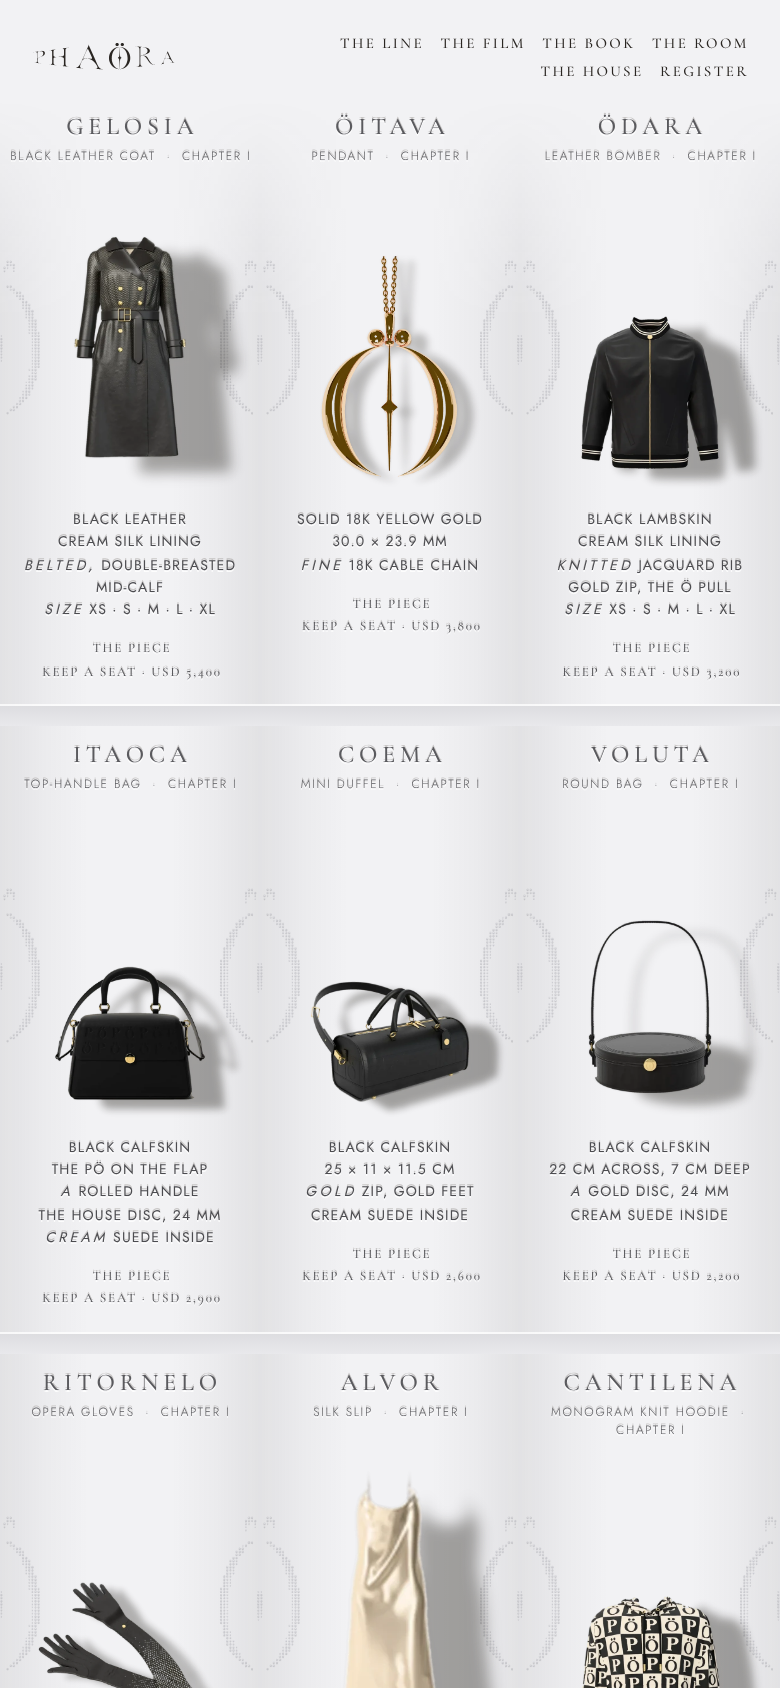 PHAÖRA
THE LINE THE FILM THE BOOK THE ROOM
THE HOUSE REGISTER
GELOSIA
BLACK LEATHER COAT · CHAPTER I
BLACK LEATHER
CREAM SILK LINING
BELTED, DOUBLE-BREASTED
MID-CALF
SIZE XS · S · M · L · XL
THE PIECE
KEEP A SEAT · USD 5,400
ÖITAVA
PENDANT · CHAPTER I
SOLID 18K YELLOW GOLD
30.0 × 23.9 MM
FINE 18K CABLE CHAIN
THE PIECE
KEEP A SEAT · USD 3,800
ÖDARA
LEATHER BOMBER · CHAPTER I
BLACK LAMBSKIN
CREAM SILK LINING
KNITTED JACQUARD RIB
GOLD ZIP, THE Ö PULL
SIZE XS · S · M · L · XL
THE PIECE
KEEP A SEAT · USD 3,200
ITAOCA
TOP-HANDLE BAG · CHAPTER I
BLACK CALFSKIN
THE PÖ ON THE FLAP
A ROLLED HANDLE
THE HOUSE DISC, 24 MM
CREAM SUEDE INSIDE
THE PIECE
KEEP A SEAT · USD 2,900
COEMA
MINI DUFFEL · CHAPTER I
BLACK CALFSKIN
25 × 11 × 11.5 CM
GOLD ZIP, GOLD FEET
CREAM SUEDE INSIDE
THE PIECE
KEEP A SEAT · USD 2,600
VOLUTA
ROUND BAG · CHAPTER I
BLACK CALFSKIN
22 CM ACROSS, 7 CM DEEP
A GOLD DISC, 24 MM
CREAM SUEDE INSIDE
THE PIECE
KEEP A SEAT · USD 2,200
RITORNELO
OPERA GLOVES · CHAPTER I
ALVOR
SILK SLIP · CHAPTER I
CANTILENA
MONOGRAM KNIT HOODIE ·
CHAPTER I